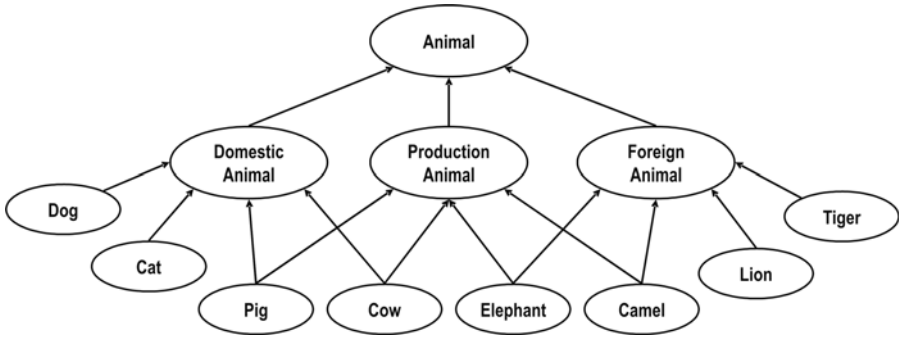 Animal
Domestic
Animal
Production
Animal
Foreign
Animal
Dog
Cat
Pig
Cow
Elephant
Camel
Lion
Tiger